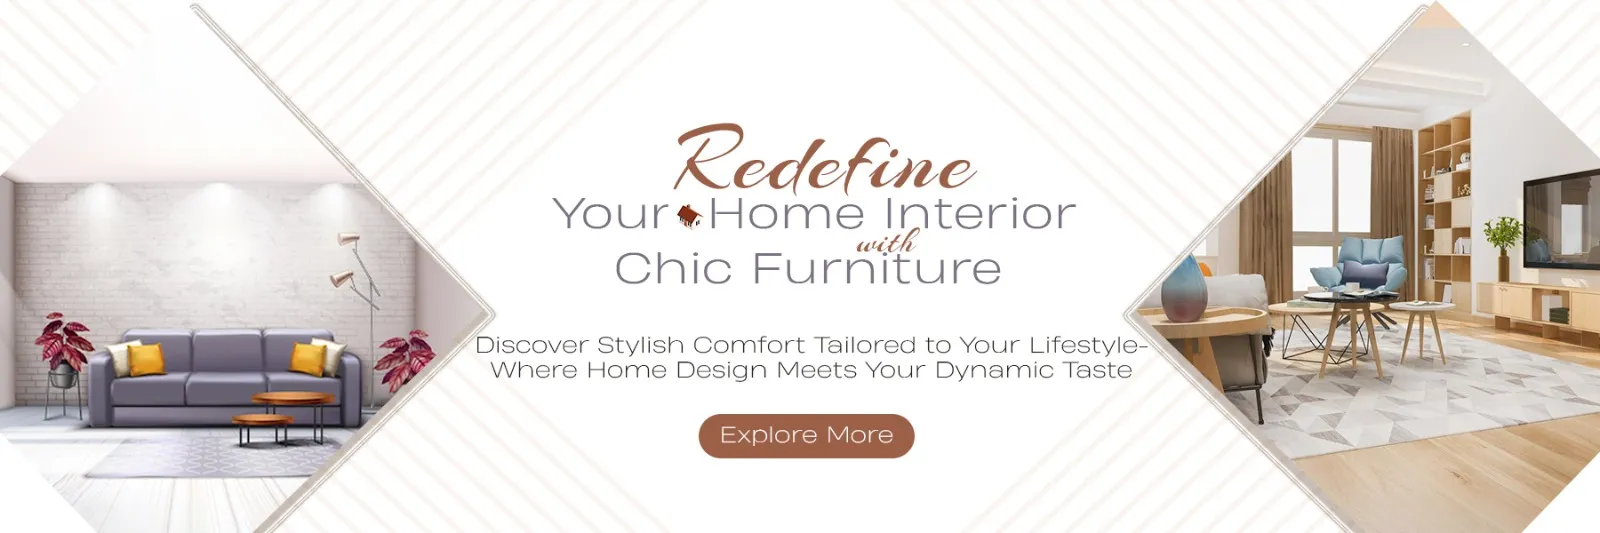 Redefine
Your Home Interior
with
Chic Furniture
Discover Stylish Comfort Tailored to Your Lifestyle-
Where Home Design Meets Your Dynamic Taste
Explore More